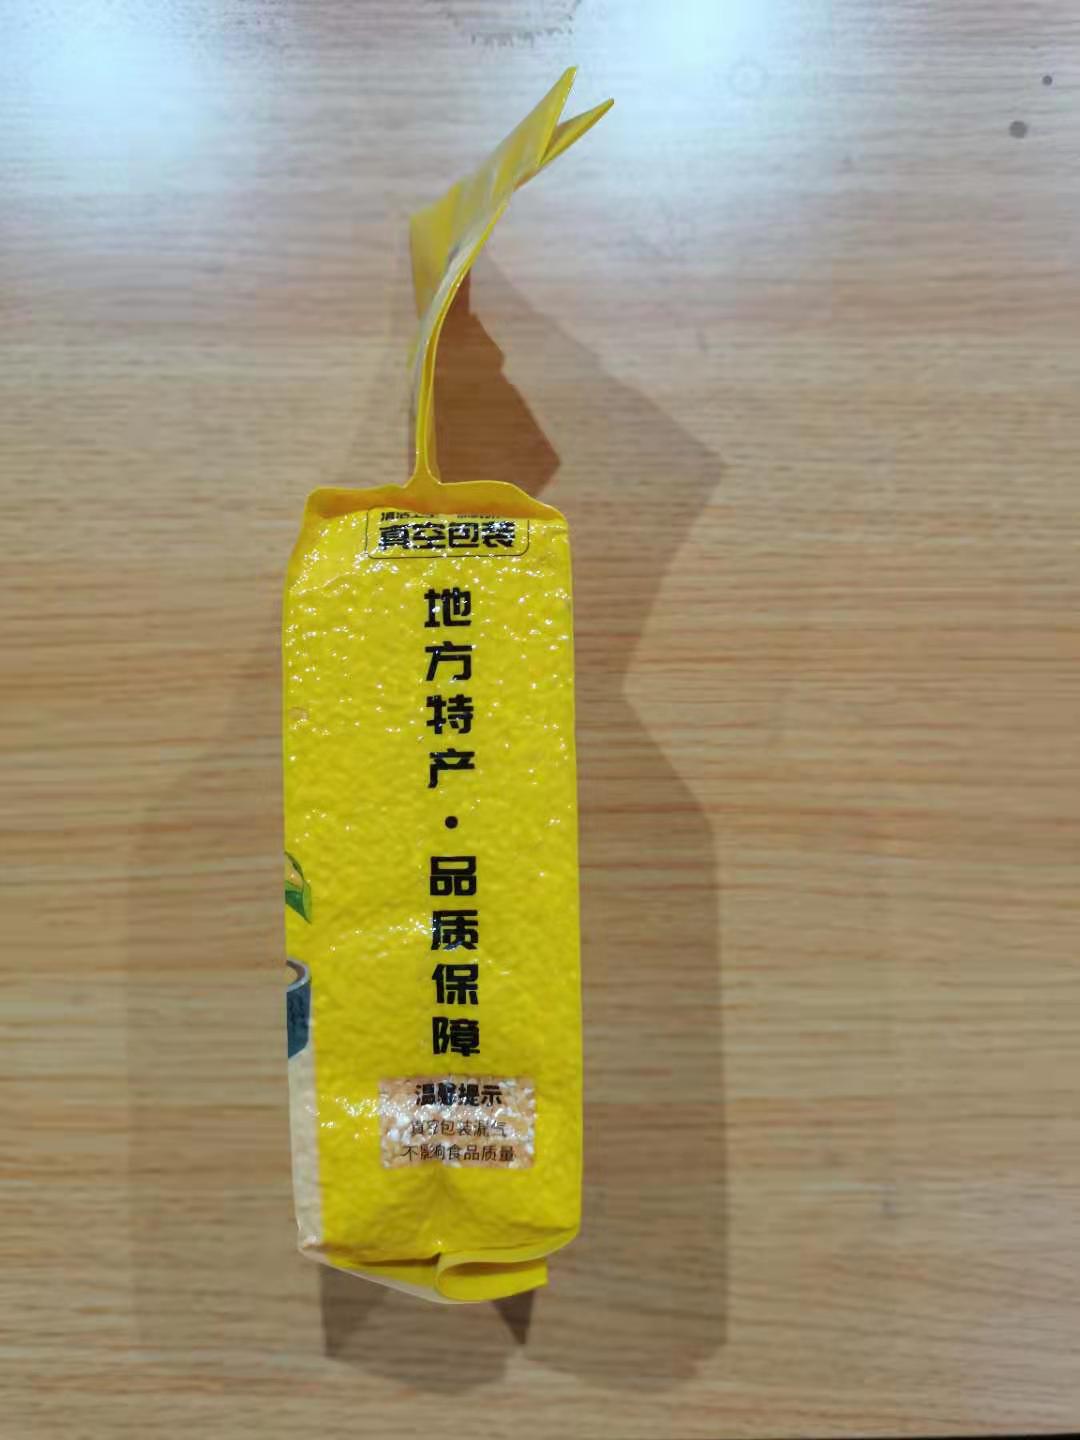 真空包装
地方特产·品质保障
温馨提示
真空包装漏气
不影响食品质量